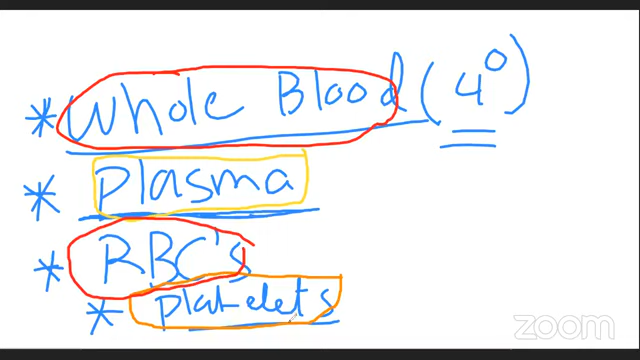 * Whole Blood (4°)
* Plasma
* RBC's
* Platelets
zoom